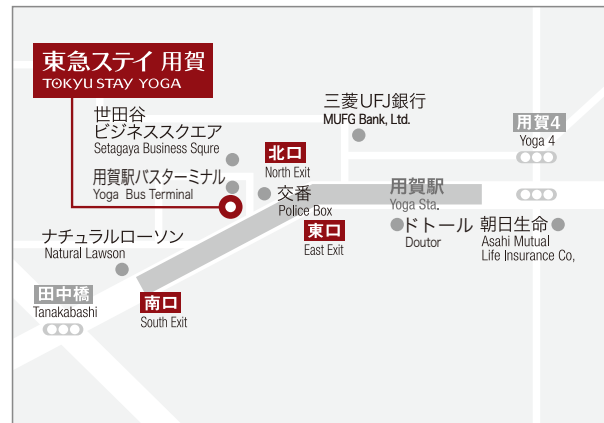 東急ステイ 用賀
TOKYU STAY YOGA
世田谷
ビジネススクエア
Setagaya Business Squre
三菱UFJ銀行
MUFG Bank, Ltd.
用賀4
Yoga 4
北口
North Exit
用賀駅バスターミナル
Yoga Bus Terminal
交番
Police Box
用賀駅
Yoga Sta.
東口
East Exit
ドトール
Doutor
朝日生命
Asahi Mutual
Life Insurance Co,
ナチュラルローソン
Natural Lawson
田中橋
Tanakabashi
南口
South Exit